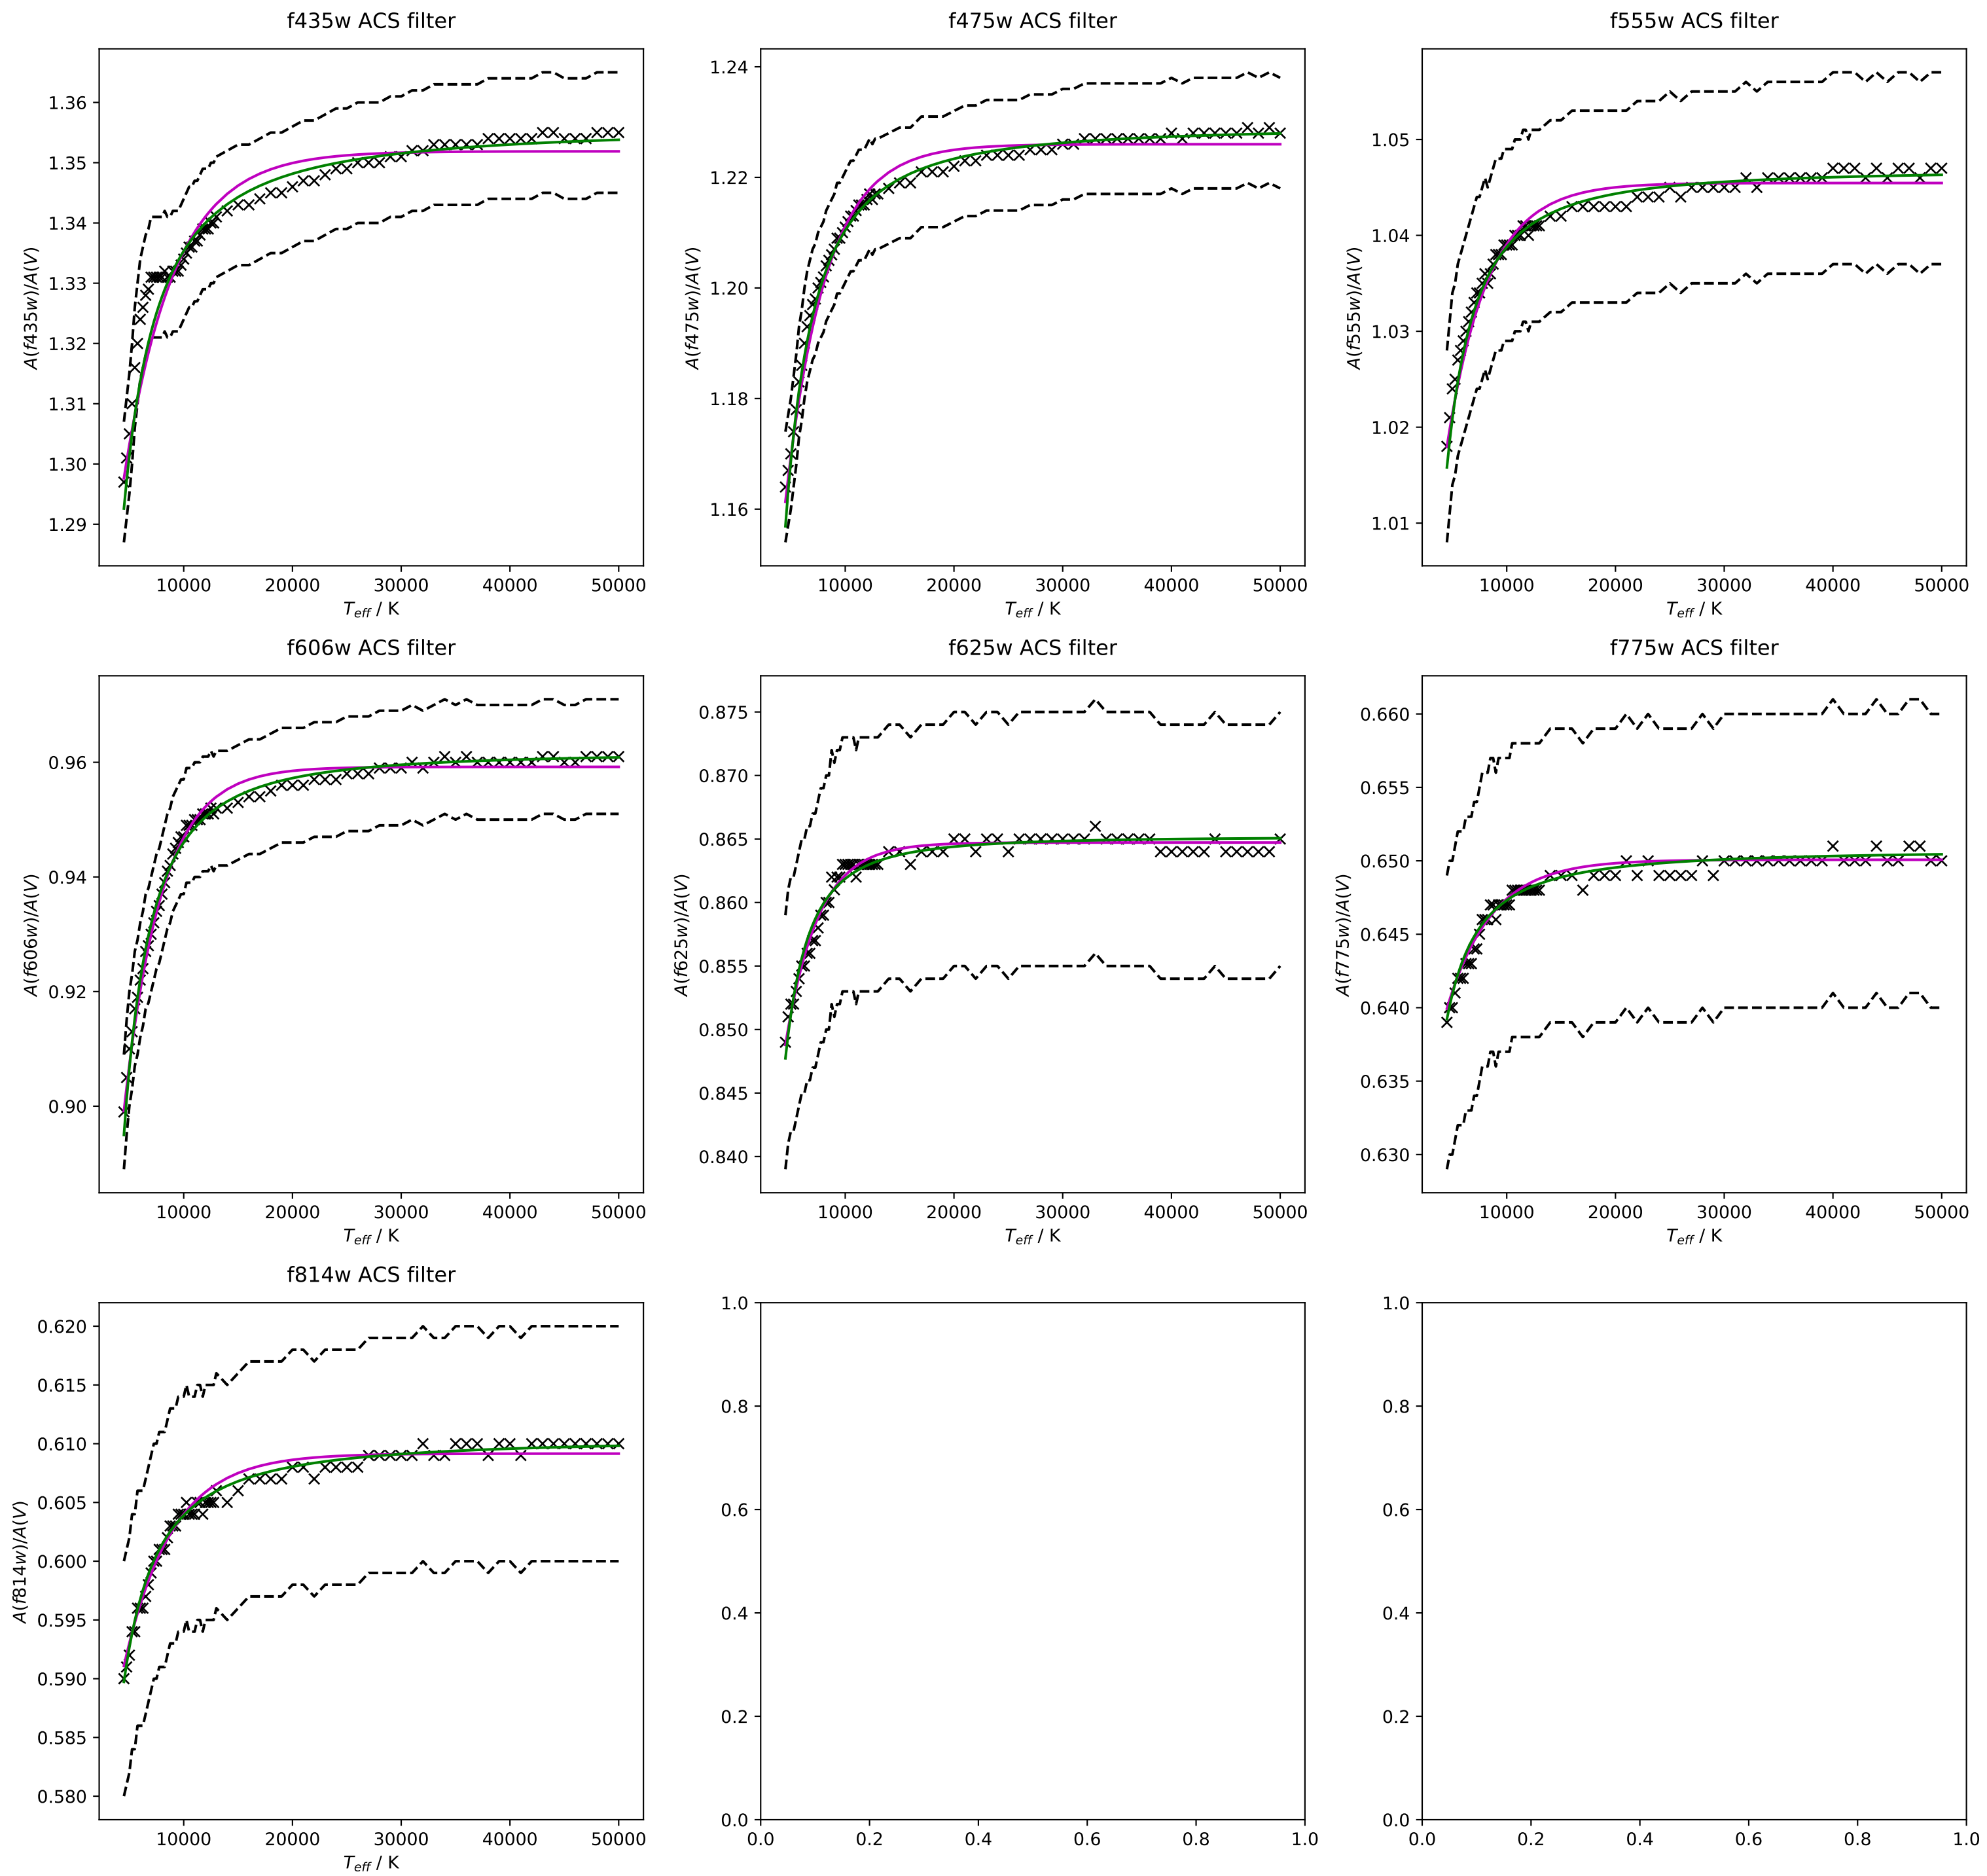 f435w ACS filter
f475w ACS filter
f555w ACS filter
A(f435w)/A(V)
1.36
1.35
1.34
1.33
1.32
1.31
1.30
1.29
10000 20000 30000 40000 50000
T_eff / K
A(f475w)/A(V)
1.24
1.22
1.20
1.18
1.16
10000 20000 30000 40000 50000
T_eff / K
A(f555w)/A(V)
1.05
1.04
1.03
1.02
1.01
10000 20000 30000 40000 50000
T_eff / K
f606w ACS filter
f625w ACS filter
f775w ACS filter
A(f606w)/A(V)
0.96
0.94
0.92
0.90
10000 20000 30000 40000 50000
T_eff / K
A(f625w)/A(V)
0.875
0.870
0.865
0.860
0.855
0.850
0.845
0.840
10000 20000 30000 40000 50000
T_eff / K
A(f775w)/A(V)
0.660
0.655
0.650
0.645
0.640
0.635
0.630
10000 20000 30000 40000 50000
T_eff / K
f814w ACS filter
A(f814w)/A(V)
0.620
0.615
0.610
0.605
0.600
0.595
0.590
0.585
0.580
10000 20000 30000 40000 50000
T_eff / K
1.0
0.8
0.6
0.4
0.2
0.0
0.0 0.2 0.4 0.6 0.8 1.0
1.0
0.8
0.6
0.4
0.2
0.0
0.0 0.2 0.4 0.6 0.8 1.0